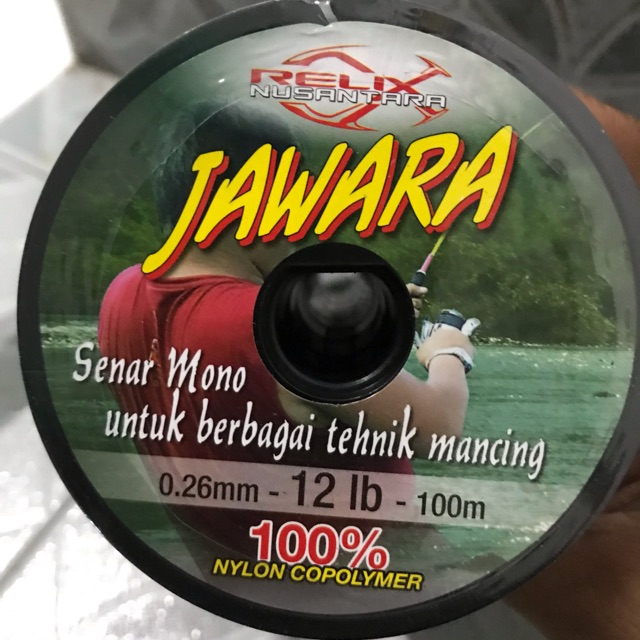 RELIX
NUSANTARA
JAWARA
Senar Mono
untuk berbagai tehnik mancing
0.26mm - 12 lb - 100m
100%
NYLON COPOLYMER